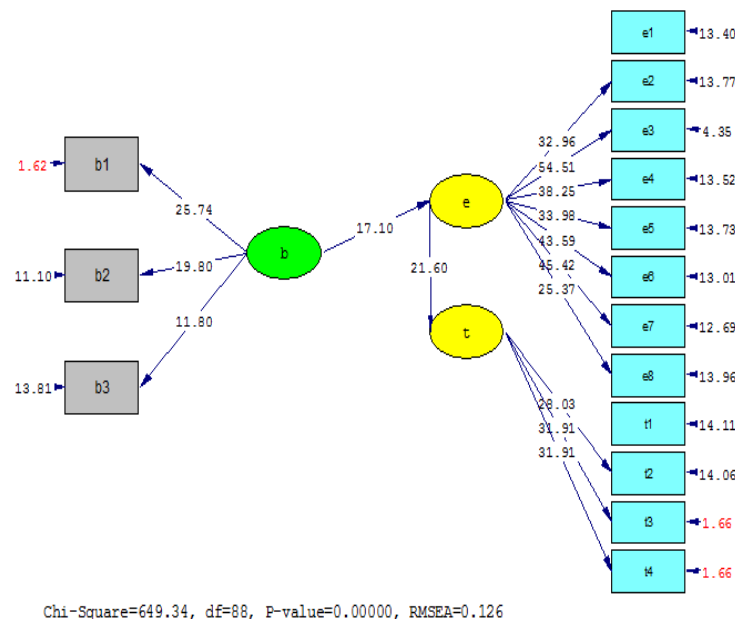 e1
13.40
e2
13.77
e3
4.35
32.96
54.51
e4
13.52
38.25
b1
1.62
e
33.98
e5
13.73
25.74
43.59
17.10
45.42
b
e6
13.01
19.80
25.37
b2
11.10
21.60
e7
12.69
11.80
t
e8
13.96
b3
13.81
28.03
t1
14.11
31.91
31.91
t2
14.06
t3
1.66
t4
1.66
Chi-Square=649.34, df=88, P-value=0.00000, RMSEA=0.126